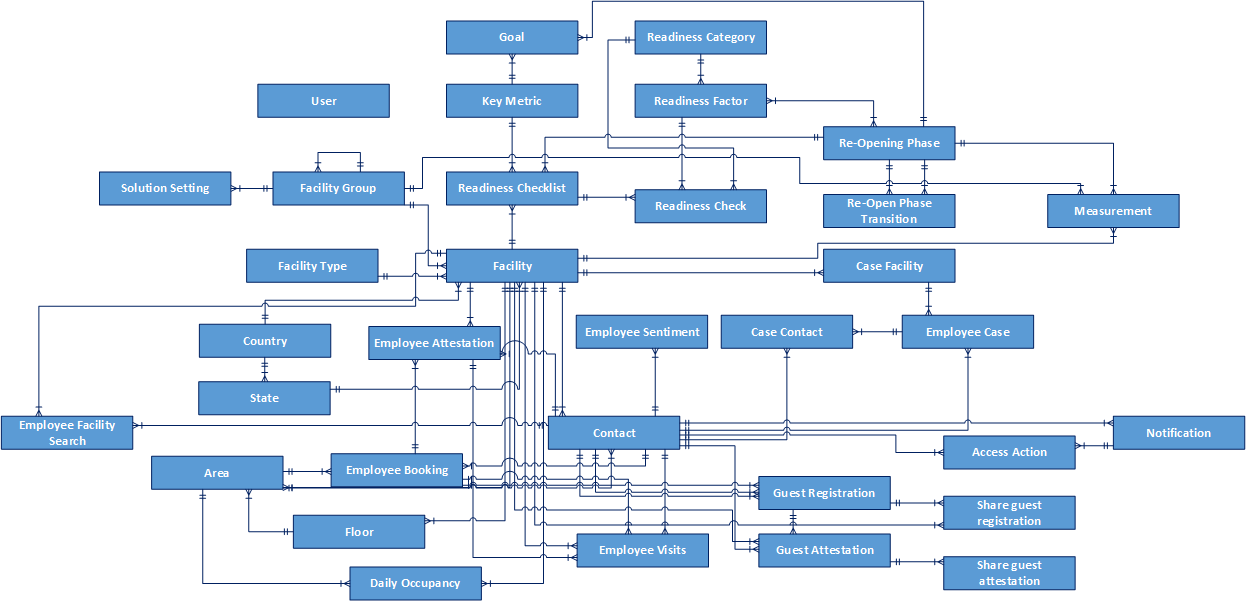 Goal
Readiness Category
User
Key Metric
Readiness Factor
Re-Opening Phase
Solution Setting
Facility Group
Readiness Checklist
Readiness Check
Re-Open Phase
Transition
Measurement
Facility Type
Facility
Case Facility
Country
Employee Attestation
Employee Sentiment
Case Contact
Employee Case
State
Employee Facility
Search
Contact
Notification
Access Action
Area
Employee Booking
Guest Registration
Share guest
registration
Floor
Employee Visits
Guest Attestation
Share guest
attestation
Daily Occupancy